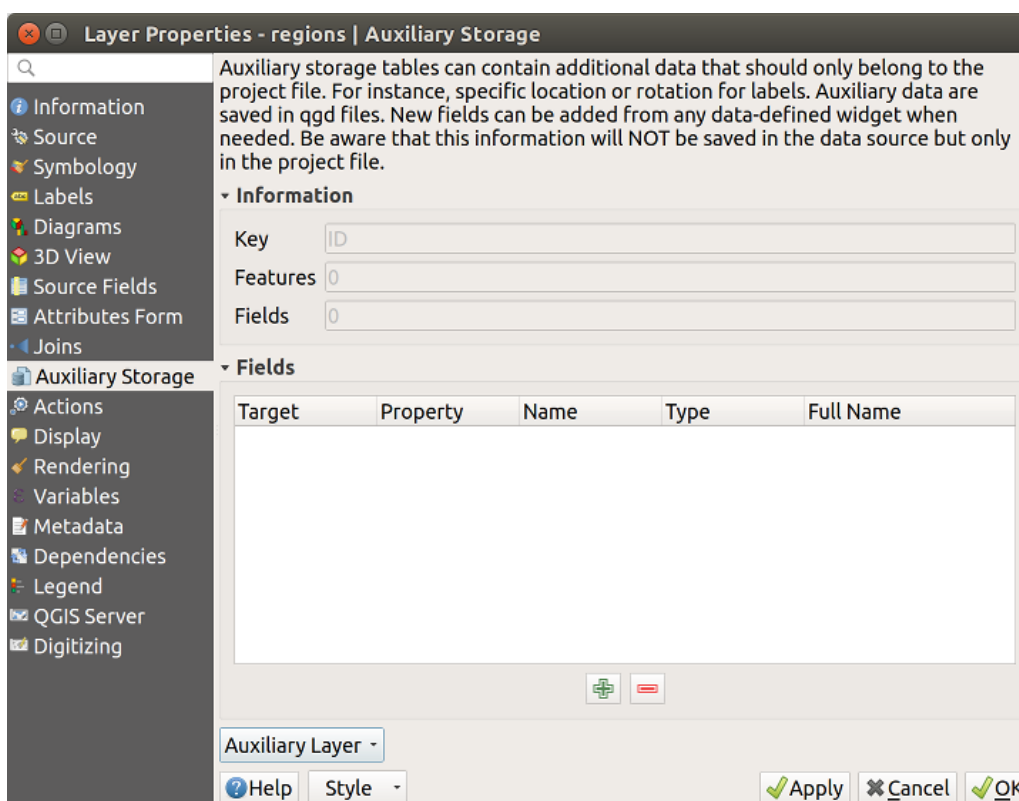 Layer Properties - regions | Auxiliary Storage
Information
Source
Symbology
Labels
Diagrams
3D View
Source Fields
Attributes Form
Joins
Auxiliary Storage
Actions
Display
Rendering
Variables
Metadata
Dependencies
Legend
QGIS Server
Digitizing
Auxiliary storage tables can contain additional data that should only belong to the
project file. For instance, specific location or rotation for labels. Auxiliary data are
saved in qgd files. New fields can be added from any data-defined widget when
needed. Be aware that this information will NOT be saved in the data source but only
in the project file.
Information
Key ID
Features 0
Fields 0
Fields
Target Property Name Type Full Name
Auxiliary Layer
Help Style Apply Cancel OK